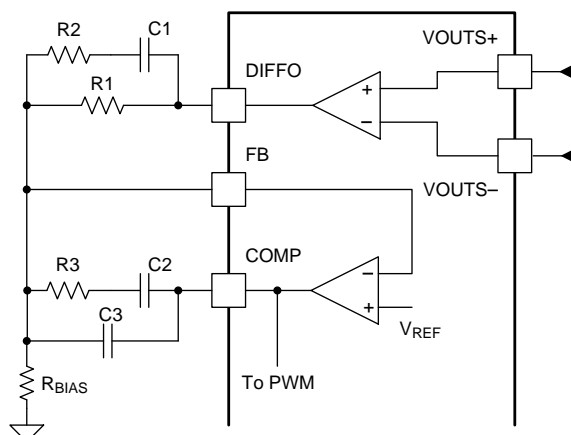 R2
C1
VOUTS+
R1
DIFFO
+
–
FB
VOUTS–
R3
C2
COMP
–
+
C3
VREF
To PWM
RBIAS